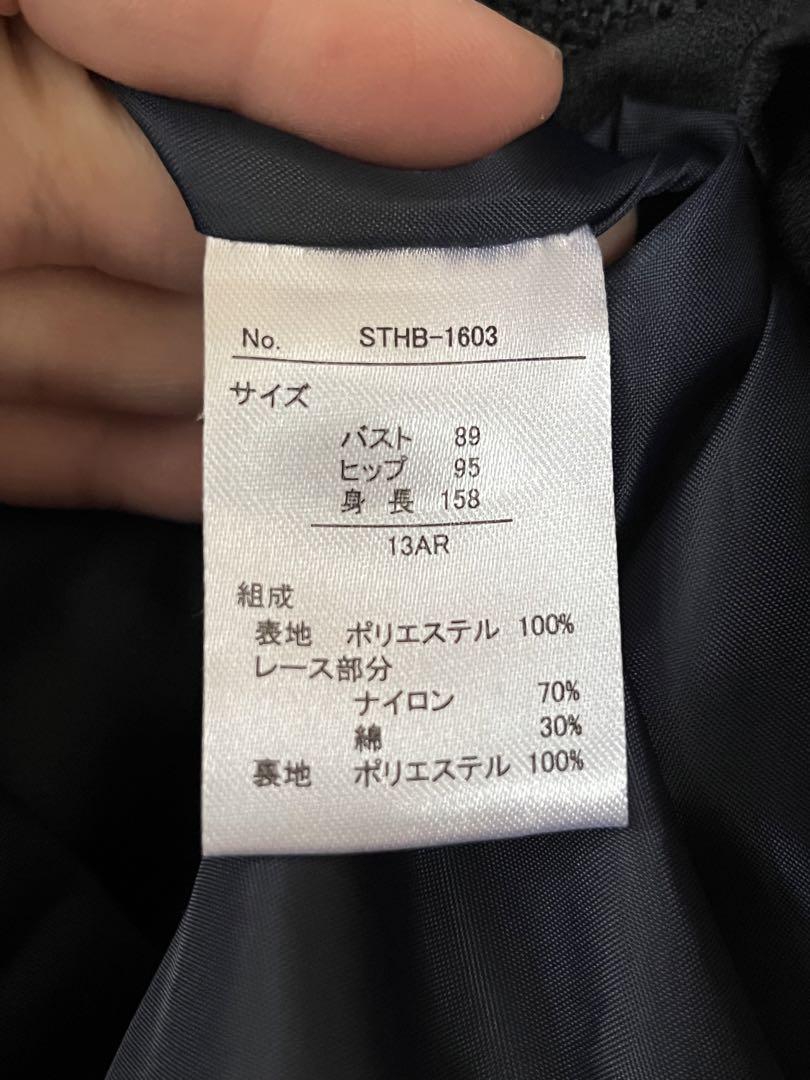 No. STHB-1603
サイズ
バスト 89
ヒップ 95
身長 158
13AR
組成
表地 ポリエステル 100%
レース部分
ナイロン 70%
綿 30%
裏地 ポリエステル 100%